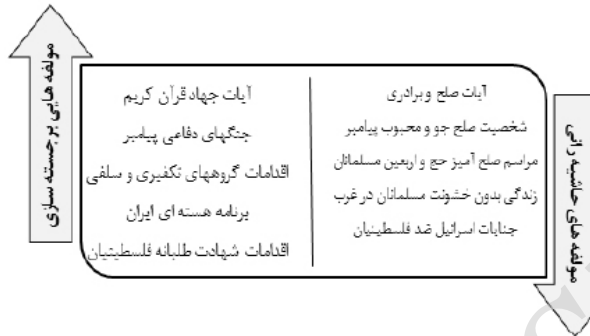 مولفه هایی برجسته سازی
آیات صلح و برادری
شخصیت صلح جو و محبوب پیامبر
مراسم صلح آمیز حج و اربعین مسلمانان
زندگی بدون خشونت مسلمانان در غرب
جنایات اسرائیل ضد فلسطینیان
آیات جهاد قرآن کریم
جنگهای دفاعی پیامبر
اقدامات گروههای تکفیری و سلفی
برنامه هسته ای ایران
اقدامات شهادت طلبانه فلسطینیان
مولفه های حاشیه رانی